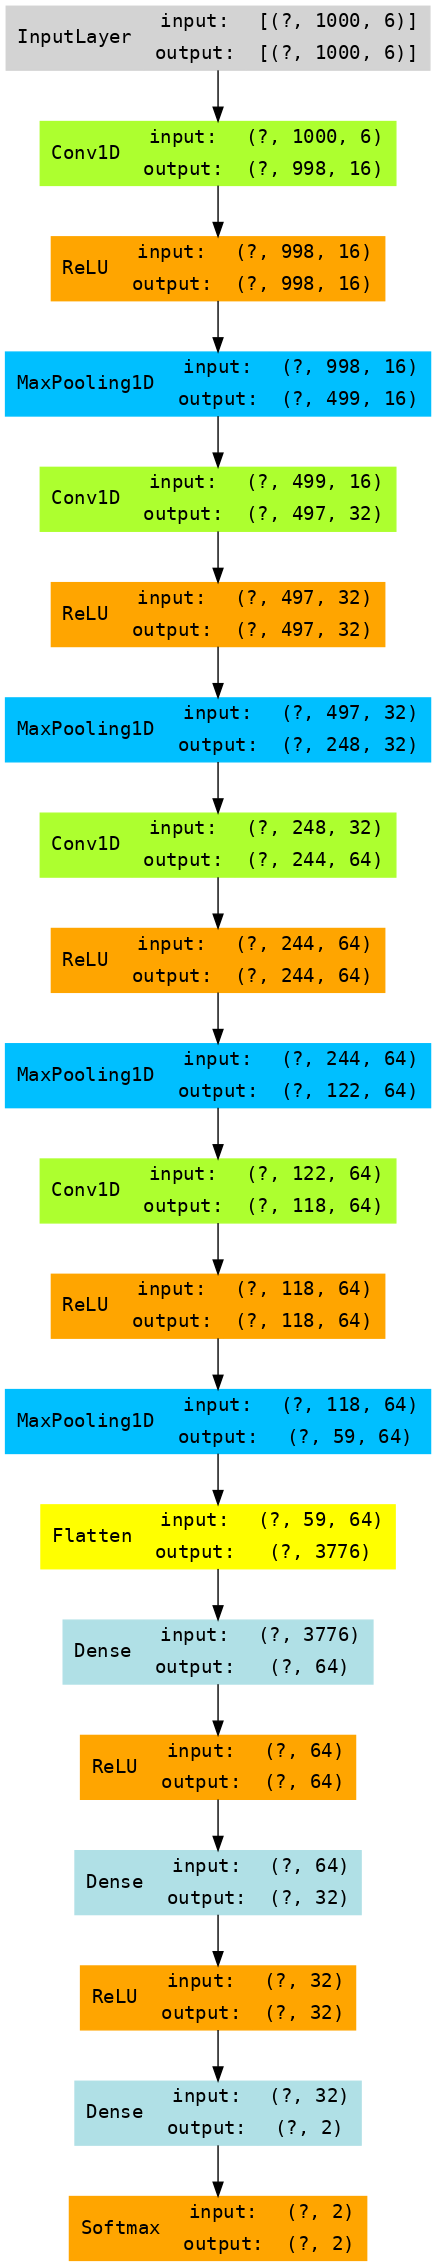 InputLayer input: [(?, 1000, 6)]
output: [(?, 1000, 6)]
Conv1D input: (?, 1000, 6)
output: (?, 998, 16)
ReLU input: (?, 998, 16)
output: (?, 998, 16)
MaxPooling1D input: (?, 998, 16)
output: (?, 499, 16)
Conv1D input: (?, 499, 16)
output: (?, 497, 32)
ReLU input: (?, 497, 32)
output: (?, 497, 32)
MaxPooling1D input: (?, 497, 32)
output: (?, 248, 32)
Conv1D input: (?, 248, 32)
output: (?, 244, 64)
ReLU input: (?, 244, 64)
output: (?, 244, 64)
MaxPooling1D input: (?, 244, 64)
output: (?, 122, 64)
Conv1D input: (?, 122, 64)
output: (?, 118, 64)
ReLU input: (?, 118, 64)
output: (?, 118, 64)
MaxPooling1D input: (?, 118, 64)
output: (?, 59, 64)
Flatten input: (?, 59, 64)
output: (?, 3776)
Dense input: (?, 3776)
output: (?, 64)
ReLU input: (?, 64)
output: (?, 64)
Dense input: (?, 64)
output: (?, 32)
ReLU input: (?, 32)
output: (?, 32)
Dense input: (?, 32)
output: (?, 2)
Softmax input: (?, 2)
output: (?, 2)